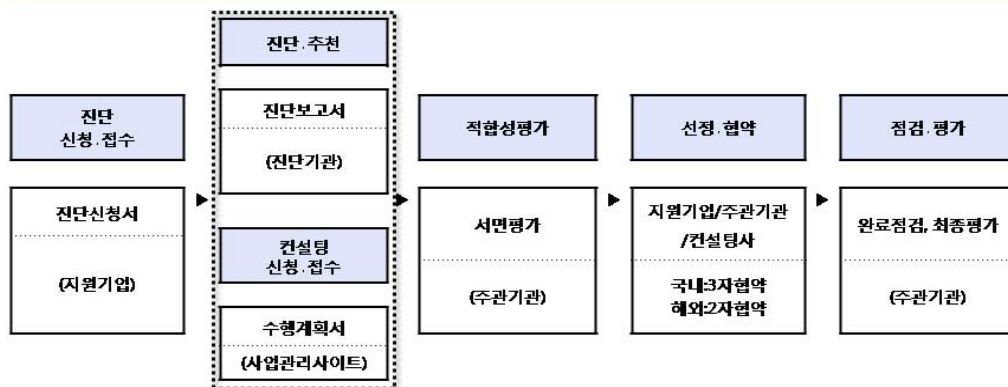 진단
신청.접수
진단신청서
(지원기업)
진단.추천
진단보고서
(진단기관)
컨설팅
신청.접수
수행계획서
(사업관리사이트)
적합성평가
서면평가
(주관기관)
선정.협약
지원기업/주관기관
/컨설팅사
국내:3자협약
해외:2자협약
점검.평가
완료점검, 최종평가
(주관기관)